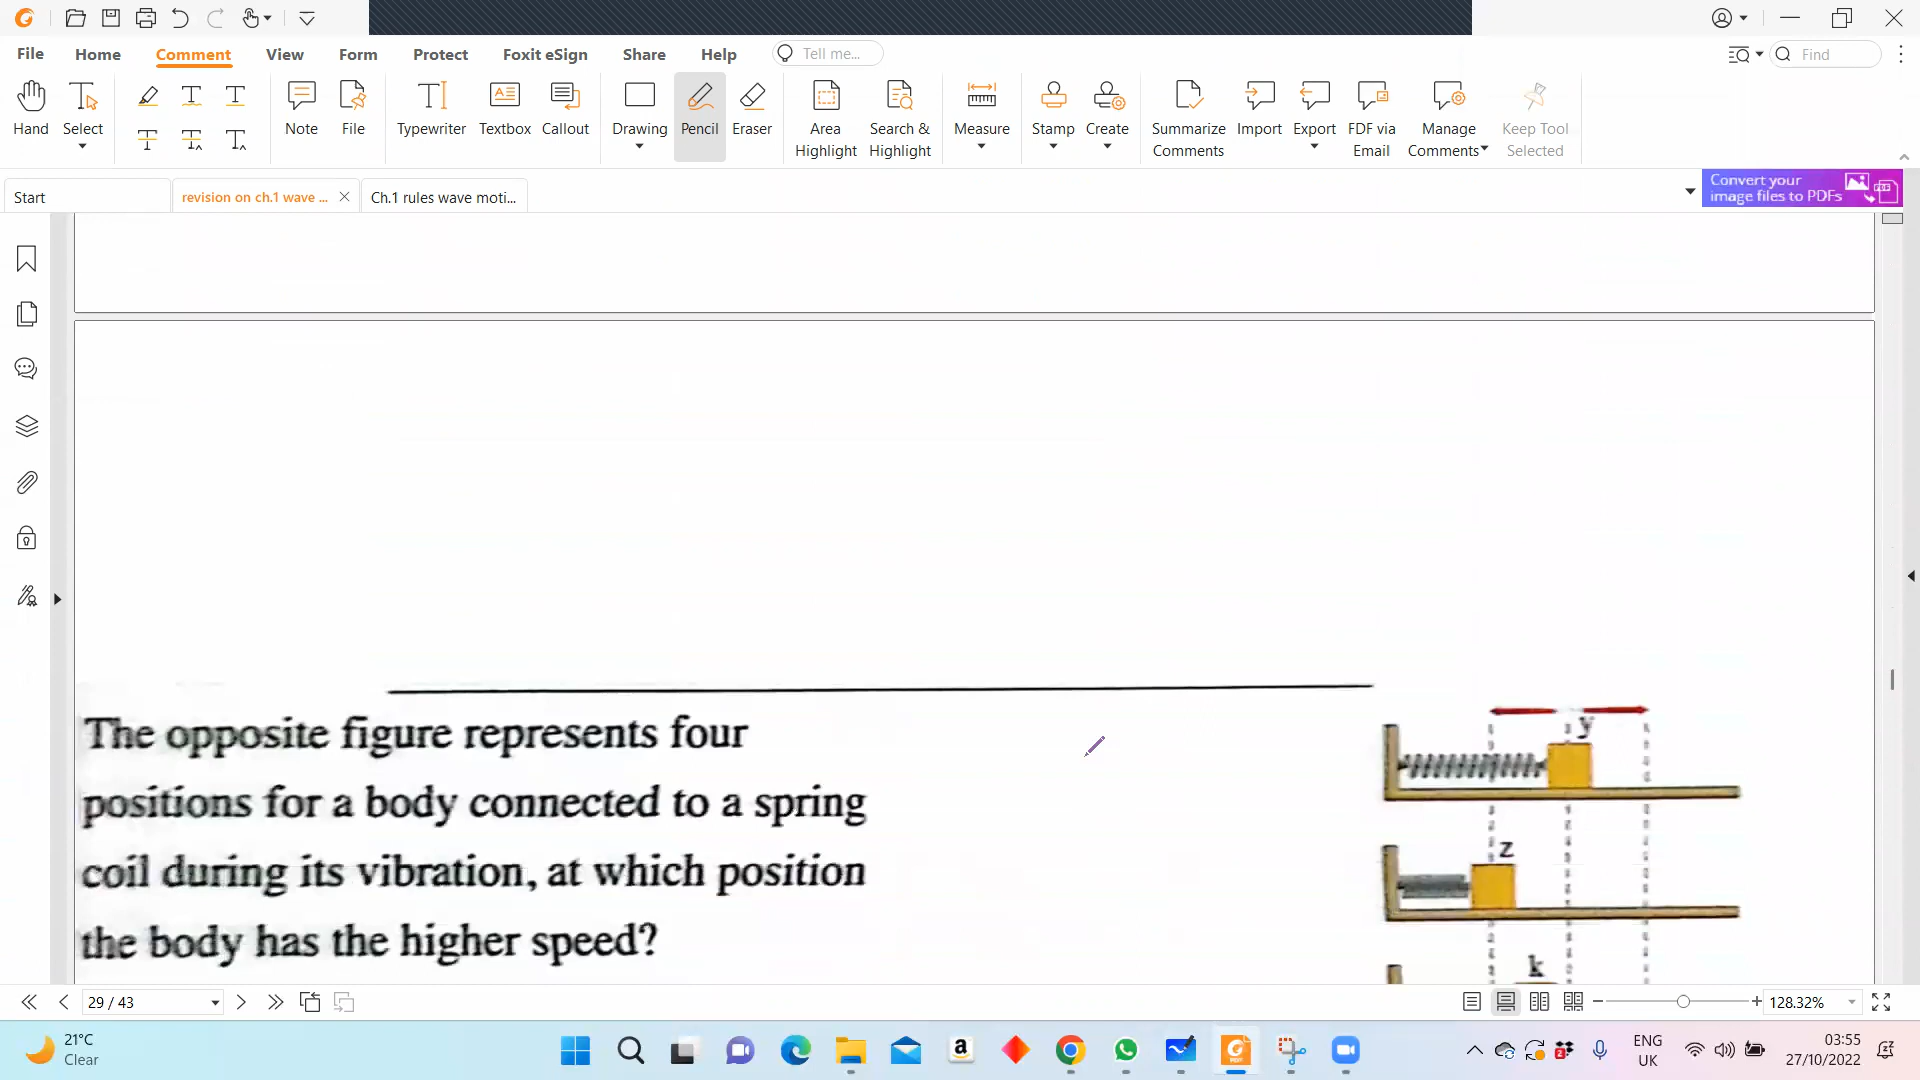 File
Home
Comment
View
Form
Protect
Foxit eSign
Share
Help
Tell me...
Find
Hand
Select
Note
File
Typewriter
Textbox
Callout
Drawing
Pencil
Eraser
Area
Highlight
Search &
Highlight
Measure
Stamp
Create
Summarize
Comments
Import
Export
FDF via
Email
Manage
Comments
Keep Tool
Selected
Start
revision on ch.1 wave ...
Ch.1 rules wave moti...
Convert your
image files to PDFs
The opposite figure represents four
positions for a body connected to a spring
coil during its vibration, at which position
the body has the higher speed?
y
z
k
29 / 43
128.32%
21°C
Clear
ENG
UK
03:55
27/10/2022